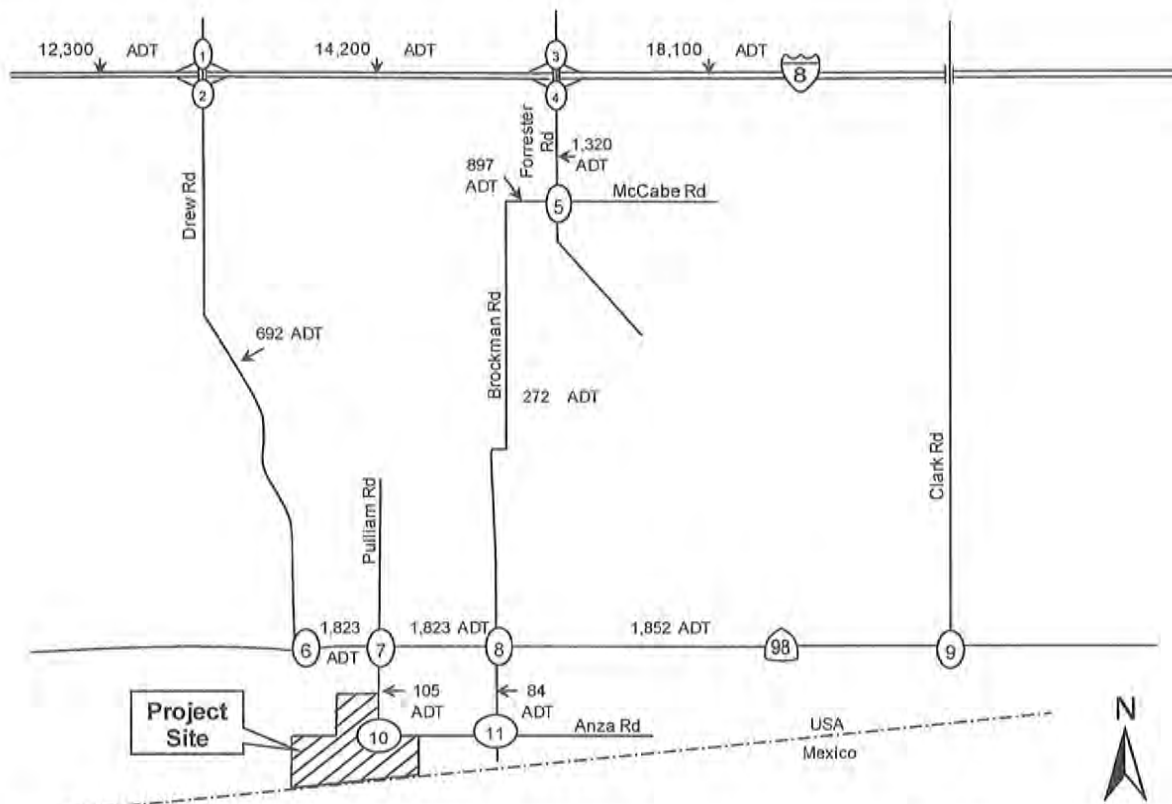 12,300 ADT
14,200 ADT
18,100 ADT
1
3
8
2
4
Forrester
Rd
1,320
ADT
897
ADT
McCabe Rd
5
Drew Rd
692 ADT
Brockman Rd
272 ADT
Clark Rd
Pulliam Rd
1,823
ADT
1,823 ADT
1,852 ADT
6
7
8
98
9
105
ADT
84
ADT
Project
Site
10
11
Anza Rd
USA
Mexico
N